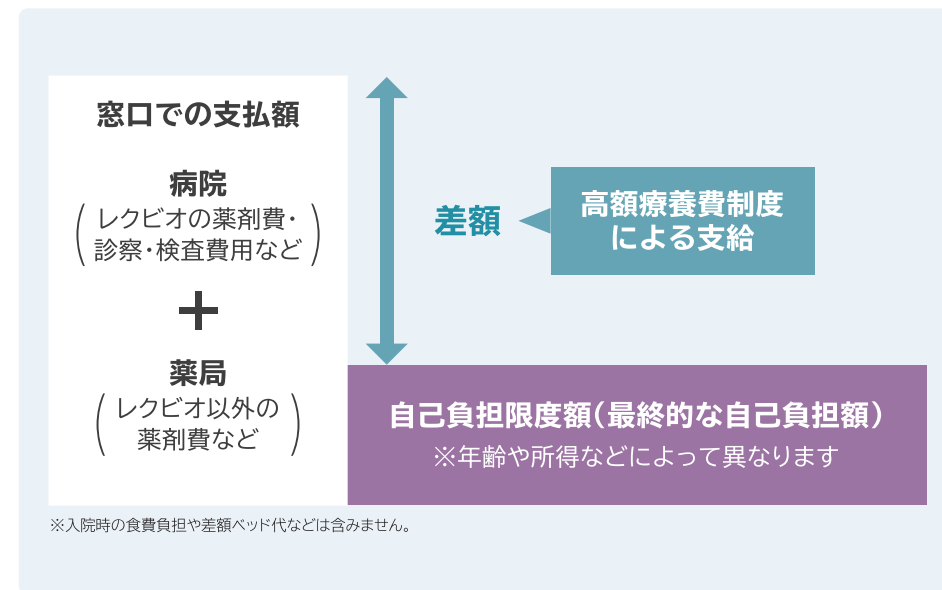 窓口での支払額
病院
(レクビオの薬剤費・
診察・検査費用など)
+
薬局
(レクビオ以外の
薬剤費など)
差額
高額療養費制度
による支給
自己負担限度額(最終的な自己負担額)
※年齢や所得などによって異なります
※入院時の食費負担や差額ベッド代などは含みません。